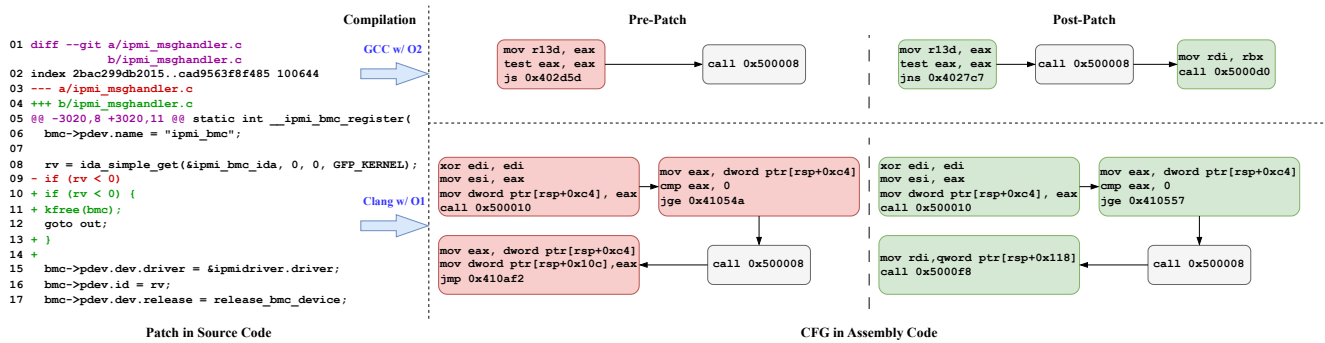 Compilation
Pre-Patch
Post-Patch
01 diff --git a/ipmi_msghandler.c
b/ipmi_msghandler.c
02 index 2bac299db2015..cad9563f8f485 100644
03 --- a/ipmi_msghandler.c
04 +++ b/ipmi_msghandler.c
05 @@ -3020,8 +3020,11 @@ static int __ipmi_bmc_register(
06 bmc->pdev.name = "ipmi_bmc";
07
08 rv = ida_simple_get(&ipmi_bmc_ida, 0, 0, GFP_KERNEL);
09 - if (rv < 0)
10 + if (rv < 0) {
11 + kfree(bmc);
12 goto out;
13 + }
14 +
15 bmc->pdev.dev.driver = &ipmidriver.driver;
16 bmc->pdev.id = rv;
17 bmc->pdev.dev.release = release_bmc_device;
Patch in Source Code
GCC w/ O2
Clang w/ O1
mov r13d, eax
test eax, eax
js 0x402d5d
call 0x500008
mov r13d, eax
test eax, eax
jns 0x4027c7
call 0x500008
mov rdi, rbx
call 0x5000d0
xor edi, edi
mov esi, eax
mov dword ptr[rsp+0xc4], eax
call 0x500010
mov eax, dword ptr[rsp+0xc4]
cmp eax, 0
jge 0x41054a
call 0x500008
mov eax, dword ptr[rsp+0xc4]
mov dword ptr[rsp+0x10c],eax
jmp 0x410af2
xor edi, edi
mov esi, eax
mov dword ptr[rsp+0xc4], eax
call 0x500010
mov eax, dword ptr[rsp+0xc4]
cmp eax, 0
jge 0x410557
call 0x500008
mov rdi,qword ptr[rsp+0x118]
call 0x5000f8
CFG in Assembly Code